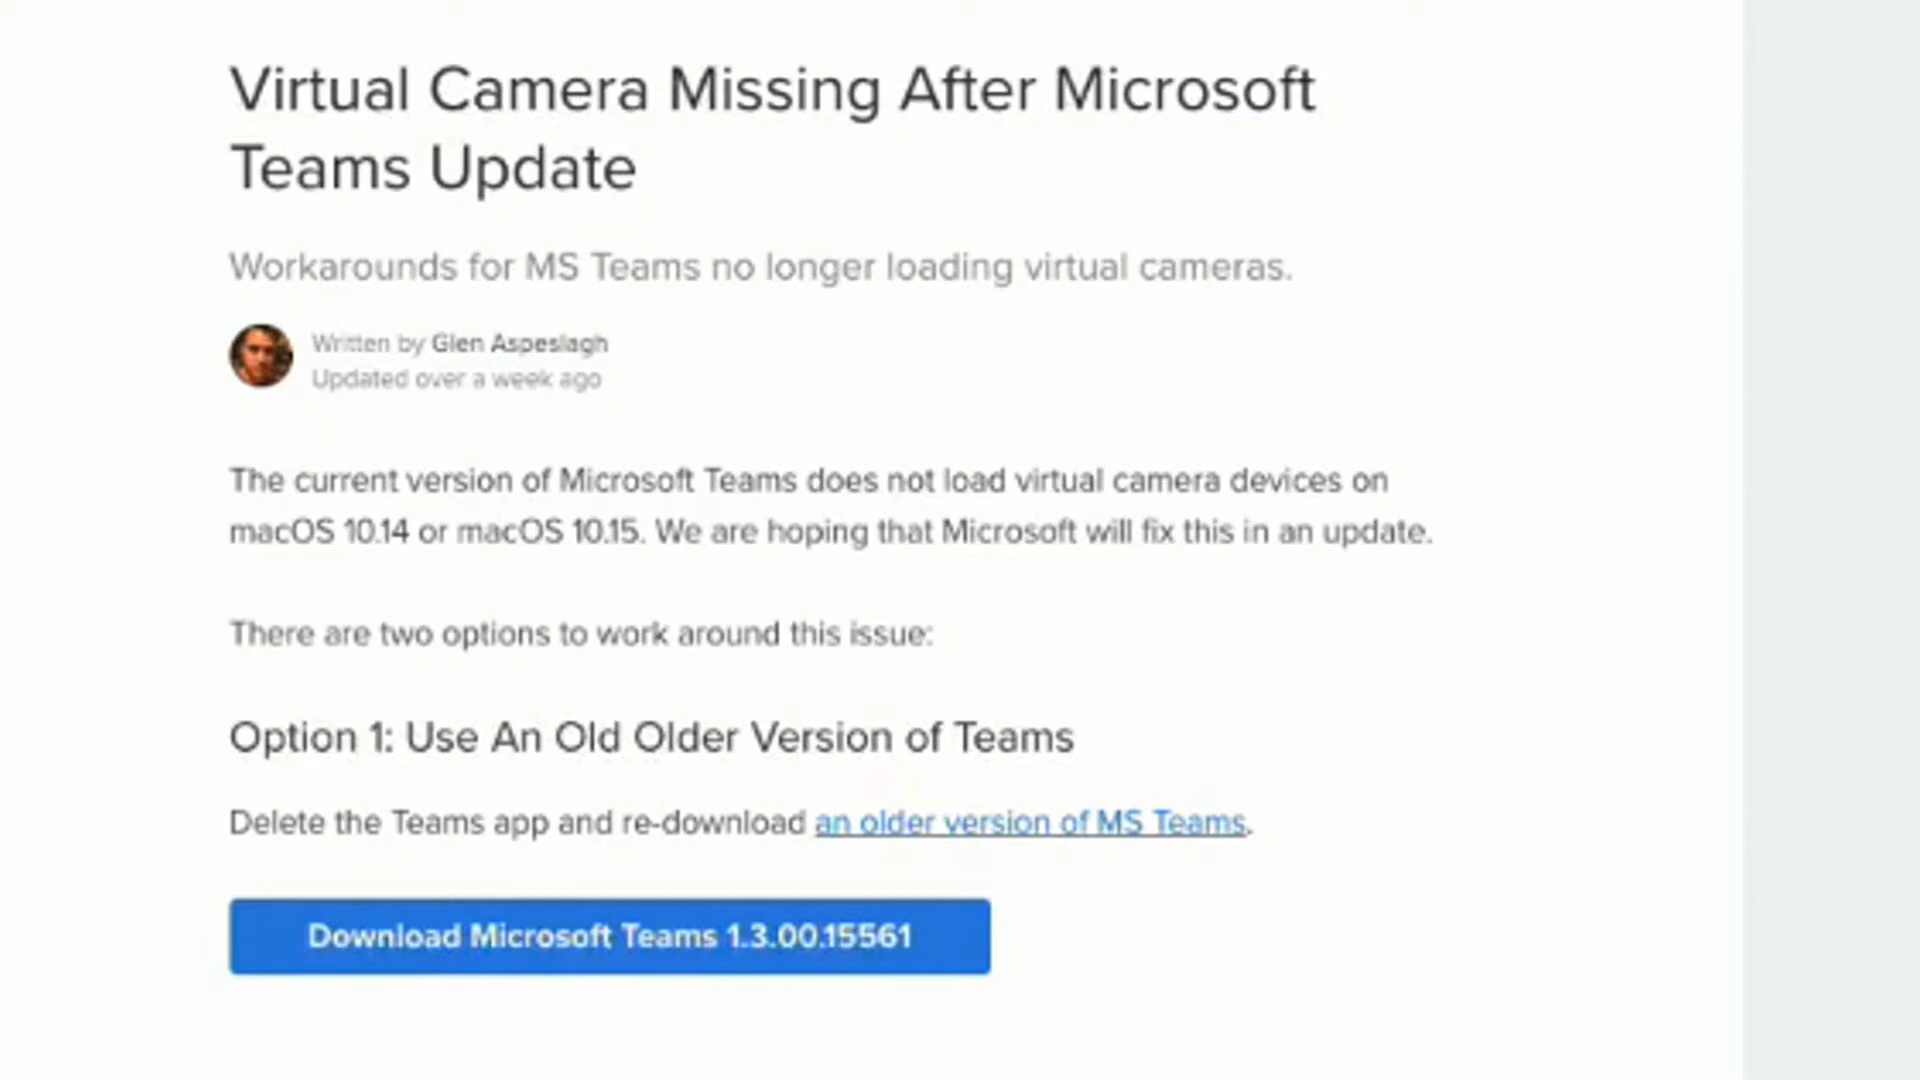 Virtual Camera Missing After Microsoft
Teams Update
Workarounds for MS Teams no longer loading virtual cameras.
Written by Glen Aspeslagh
Updated over a week ago
The current version of Microsoft Teams does not load virtual camera devices on
macOS 10.14 or macOS 10.15. We are hoping that Microsoft will fix this in an update.
There are two options to work around this issue:
Option 1: Use An Old Older Version of Teams
Delete the Teams app and re-download an older version of MS Teams.
Download Microsoft Teams 1.3.00.15561